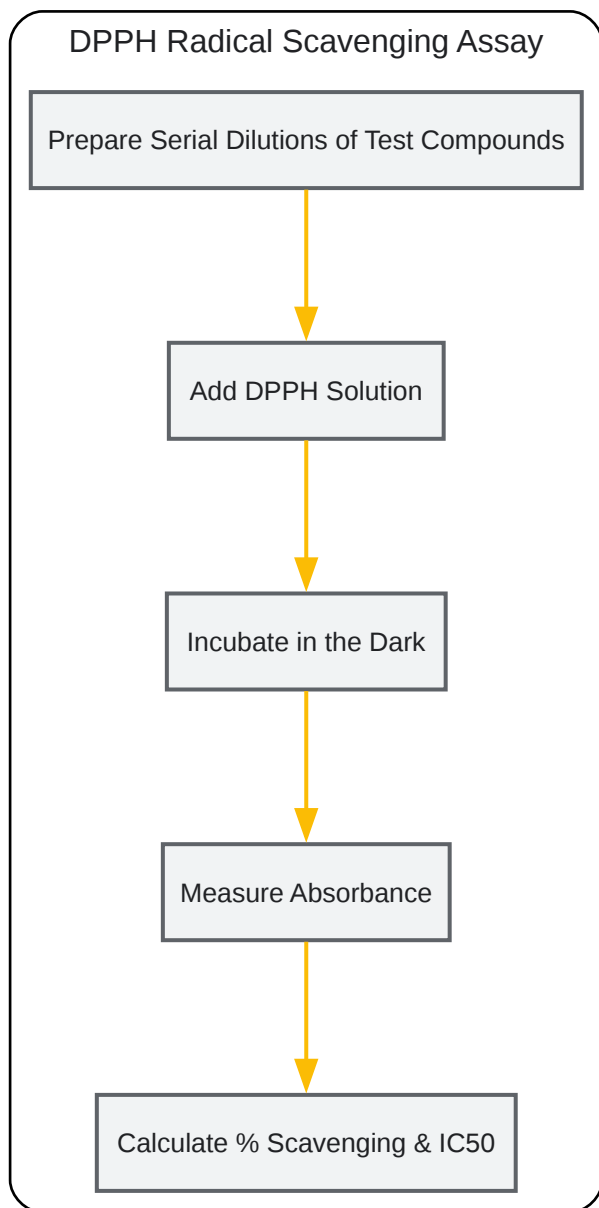 DPPH Radical Scavenging Assay
Prepare Serial Dilutions of Test Compounds
Add DPPH Solution
Incubate in the Dark
Measure Absorbance
Calculate % Scavenging & IC50